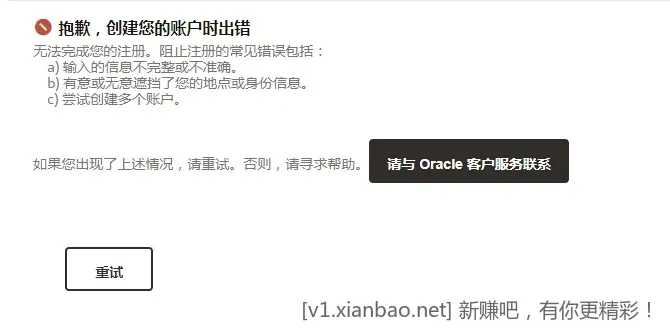 抱歉，创建您的账户时出错
无法完成您的注册。阻止注册的常见错误包括：
a) 输入的信息不完整或不准确。
b) 有意或无意遮挡了您的地点或身份信息。
c) 尝试创建多个账户。
如果您出现了上述情况，请重试。否则，请寻求帮助。 请与 Oracle 客户服务联系
重试
[v1.xianbao.net] 新赚吧，有你更精彩！